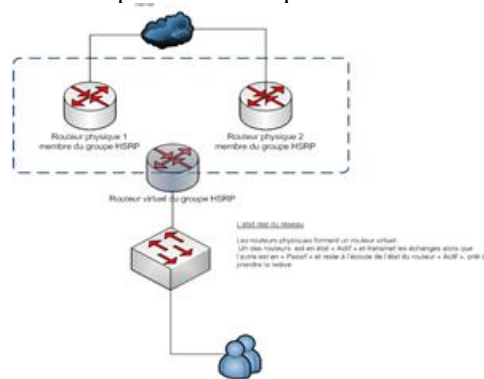 Routeur physique 1
membre du groupe HSRP
Routeur physique 2
membre du groupe HSRP
Routeur virtuel du groupe HSRP
L'état réel du réseau
Les routeurs physiques forment un routeur virtuel
Un des routeurs est en état « Actif » et transmet les échanges alors que
l'autre est en « Passif » et reste à l'écoute de l'état du routeur « Actif », prêt à
prendre la relève